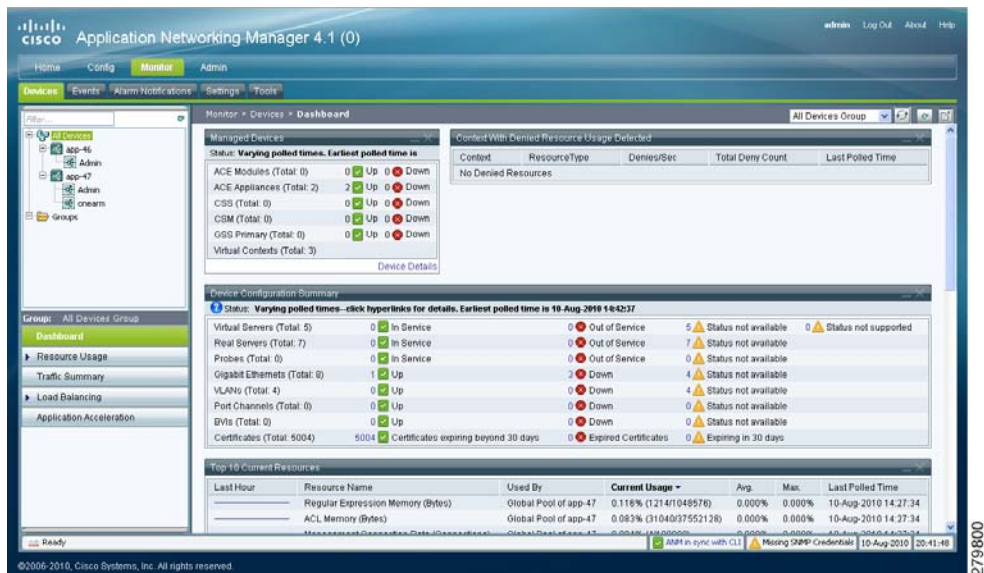 CISCO Application Networking Manager 4.1 (0)
admin Log Out About Help
Home Config Monitor Admin
Devices Events Alarm Notifications Settings Tools
Filter...
All Devices
app-46
Admin
app-47
Admin
onearm
Groups
Group: All Devices Group
Dashboard
Resource Usage
Traffic Summary
Load Balancing
Application Acceleration
Monitor > Devices > Dashboard
All Devices Group
Managed Devices
Status: Varying polled times. Earliest polled time is
ACE Modules (Total: 0) 0 Up 0 Down
ACE Appliances (Total: 2) 2 Up 0 Down
CSS (Total: 0) 0 Up 0 Down
CSM (Total: 0) 0 Up 0 Down
GSS Primary (Total: 0) 0 Up 0 Down
Virtual Contexts (Total: 3)
Device Details
Context With Denied Resource Usage Detected
Context ResourceType Denies/Sec Total Deny Count Last Polled Time
No Denied Resources
Device Configuration Summary
Status: Varying polled times--click hyperlinks for details. Earliest polled time is 10-Aug-2010 14:42:37
Virtual Servers (Total: 5) 0 In Service 0 Out of Service 5 Status not available 0 Status not supported
Real Servers (Total: 7) 0 In Service 0 Out of Service 7 Status not available
Probes (Total: 0) 0 In Service 0 Out of Service 0 Status not available
Gigabit Ethernets (Total: 8) 1 Up 3 Down 4 Status not available
VLANs (Total: 4) 0 Up 0 Down 4 Status not available
Port Channels (Total: 0) 0 Up 0 Down 0 Status not available
BVIs (Total: 0) 0 Up 0 Down 0 Status not available
Certificates (Total: 5004) 5004 Certificates expiring beyond 30 days 0 Expired Certificates 0 Expiring in 30 days
Top 10 Current Resources
Last Hour Resource Name Used By Current Usage Avg. Max. Last Polled Time
Regular Expression Memory (Bytes) Global Pool of app-47 0.116% (1214/1048576) 0.000% 0.000% 10-Aug-2010 14:27:34
ACL Memory (Bytes) Global Pool of app-47 0.083% (31040/37552128) 0.000% 0.000% 10-Aug-2010 14:27:34
Ready
ANM in sync with CLI Missing SNMP Credentials 10-Aug-2010 20:41:48
©2006-2010, Cisco Systems, Inc. All rights reserved.
279800